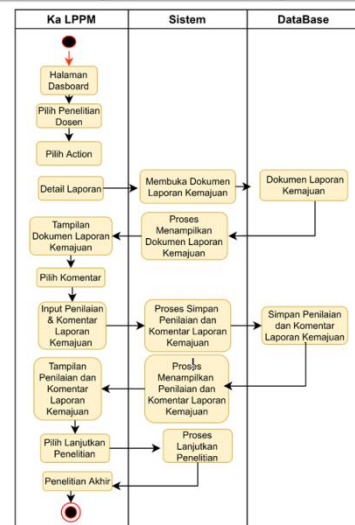 Ka LPPM
Sistem
DataBase
Halaman
Dasboard
Pilih Penelitian
Dosen
Pilih Action
Detail Laporan
Membuka Dokumen
Laporan Kemajuan
Dokumen Laporan
Kemajuan
Tampilan
Dokumen Laporan
Kemajuan
Proses
Menampilkan
Dokumen Laporan
Kemajuan
Pilih Komentar
Input Penilaian
& Komentar
Laporan
Kemajuan
Proses Simpan
Penilaian dan
Komentar Laporan
Kemajuan
Simpan Penilaian
dan Komentar
Laporan Kemajuan
Tampilan
Penilaian dan
Komentar
Laporan
Kemajuan
Proses
Menampilkan
Penilaian dan
Komentar Laporan
Kemajuan
Pilih Lanjutkan
Penelitian
Proses
Lanjutkan
Penelitian
Penelitian Akhir